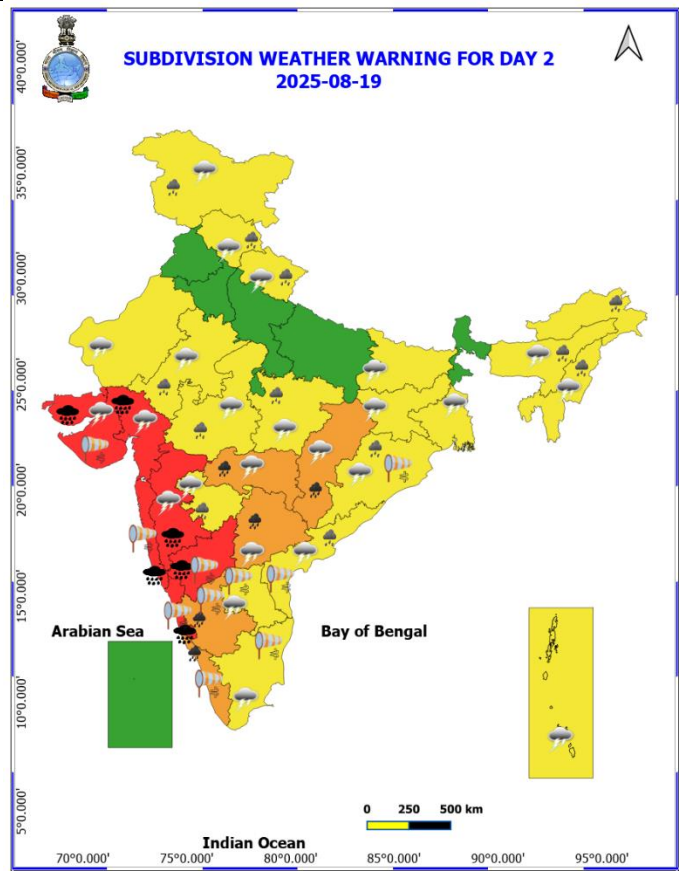 SUBDIVISION WEATHER WARNING FOR DAY 2
2025-08-19
40°0.000'
35°0.000'
30°0.000'
25°0.000'
20°0.000'
15°0.000'
10°0.000'
5°0.000'
Arabian Sea
Bay of Bengal
0 250 500 km
Indian Ocean
70°0.000' 75°0.000' 80°0.000' 85°0.000' 90°0.000' 95°0.000'